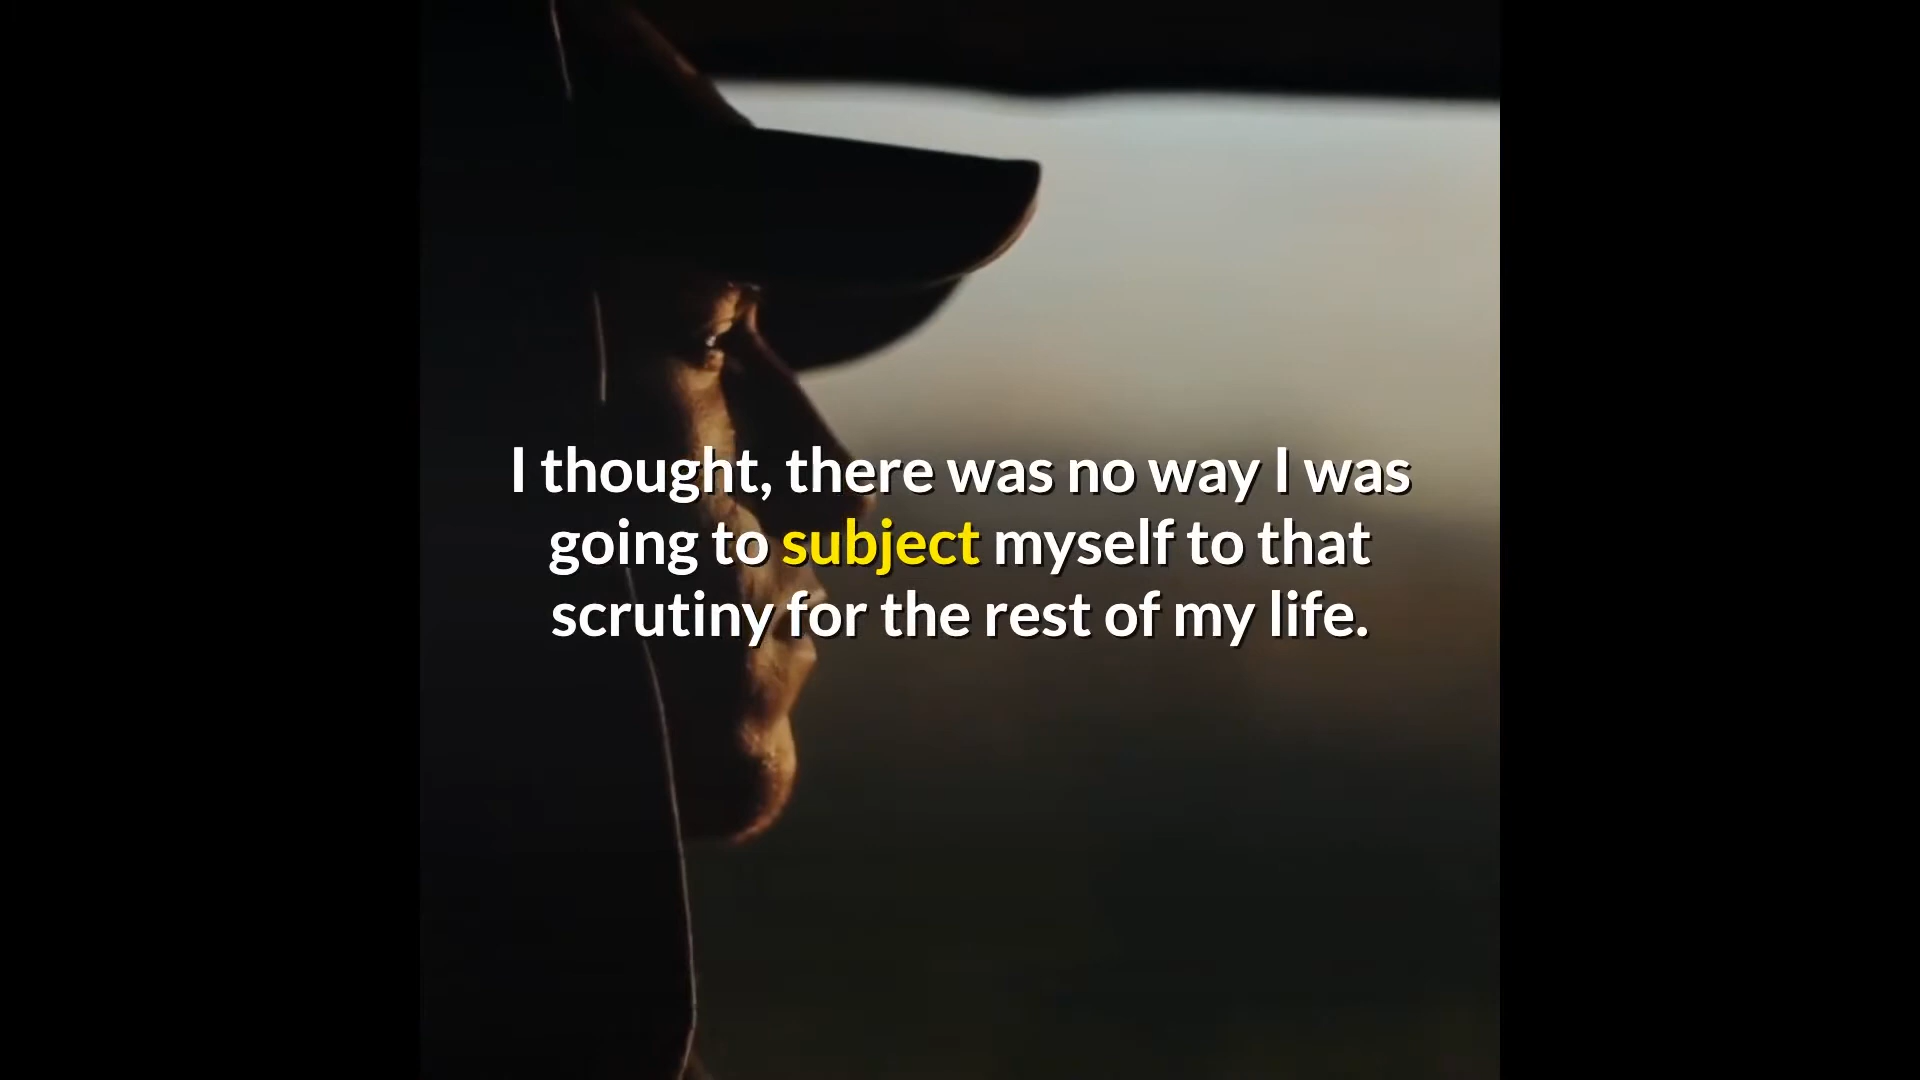 I thought, there was no way I was
going to subject myself to that
scrutiny for the rest of my life.